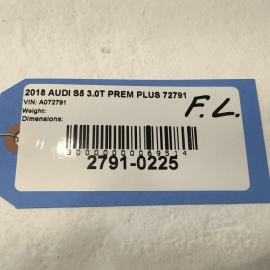 2018 AUDI S5 3.0T PREM PLUS 72791
VIN: A072791
Weight:
Dimensions:
F.L.
3000000069514
2791-0225